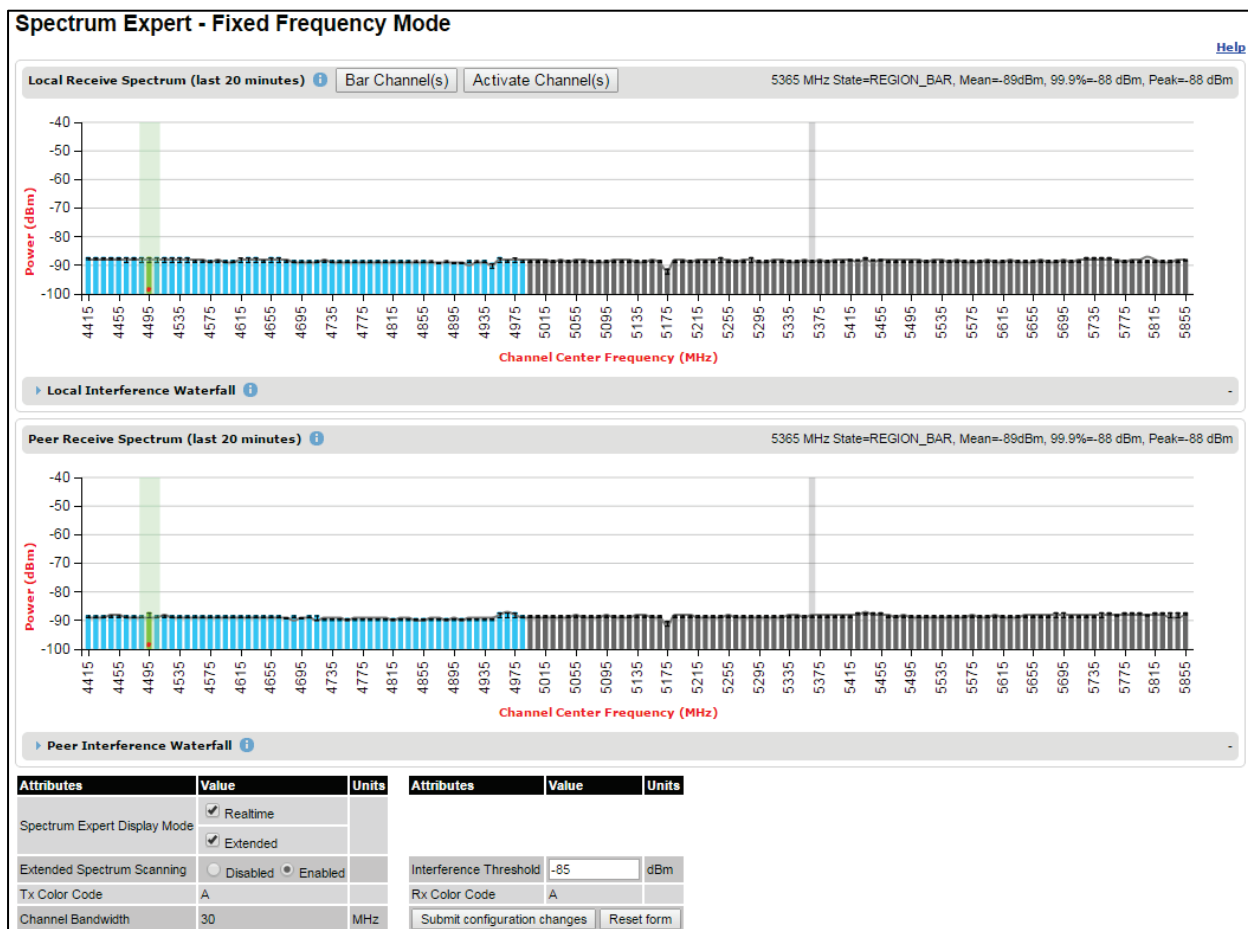 Spectrum Expert - Fixed Frequency Mode
Help
Local Receive Spectrum (last 20 minutes) i Bar Channel(s) Activate Channel(s) 5365 MHz State=REGION_BAR, Mean=-89dBm, 99.9%=-88 dBm, Peak=-88 dBm
Power (dBm)
-40
-50
-60
-70
-80
-90
-100
4415 4455 4495 4535 4575 4615 4655 4695 4735 4775 4815 4855 4895 4935 4975 5015 5055 5095 5135 5175 5215 5255 5295 5335 5375 5415 5455 5495 5535 5575 5615 5655 5695 5735 5775 5815 5855
Channel Center Frequency (MHz)
Local Interference Waterfall i -
Peer Receive Spectrum (last 20 minutes) i 5365 MHz State=REGION_BAR, Mean=-89dBm, 99.9%=-88 dBm, Peak=-88 dBm
Power (dBm)
-40
-50
-60
-70
-80
-90
-100
4415 4455 4495 4535 4575 4615 4655 4695 4735 4775 4815 4855 4895 4935 4975 5015 5055 5095 5135 5175 5215 5255 5295 5335 5375 5415 5455 5495 5535 5575 5615 5655 5695 5735 5775 5815 5855
Channel Center Frequency (MHz)
Peer Interference Waterfall i -
Attributes Value Units Attributes Value Units
Spectrum Expert Display Mode Realtime
Extended
Extended Spectrum Scanning Disabled Enabled Interference Threshold -85 dBm
Tx Color Code A Rx Color Code A
Channel Bandwidth 30 MHz Submit configuration changes Reset form